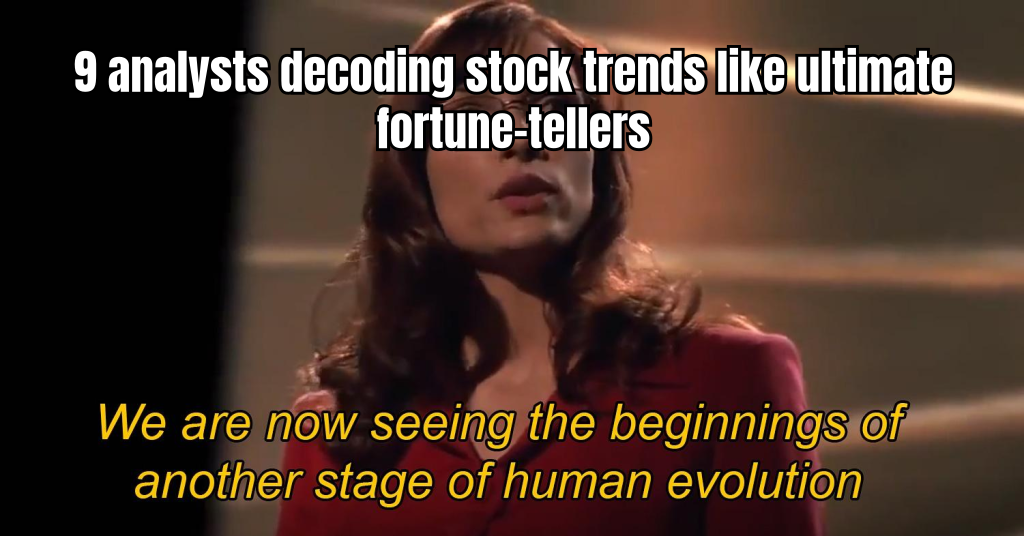 9 analysts decoding stock trends like ultimate
fortune-tellers
We are now seeing the beginnings of
another stage of human evolution